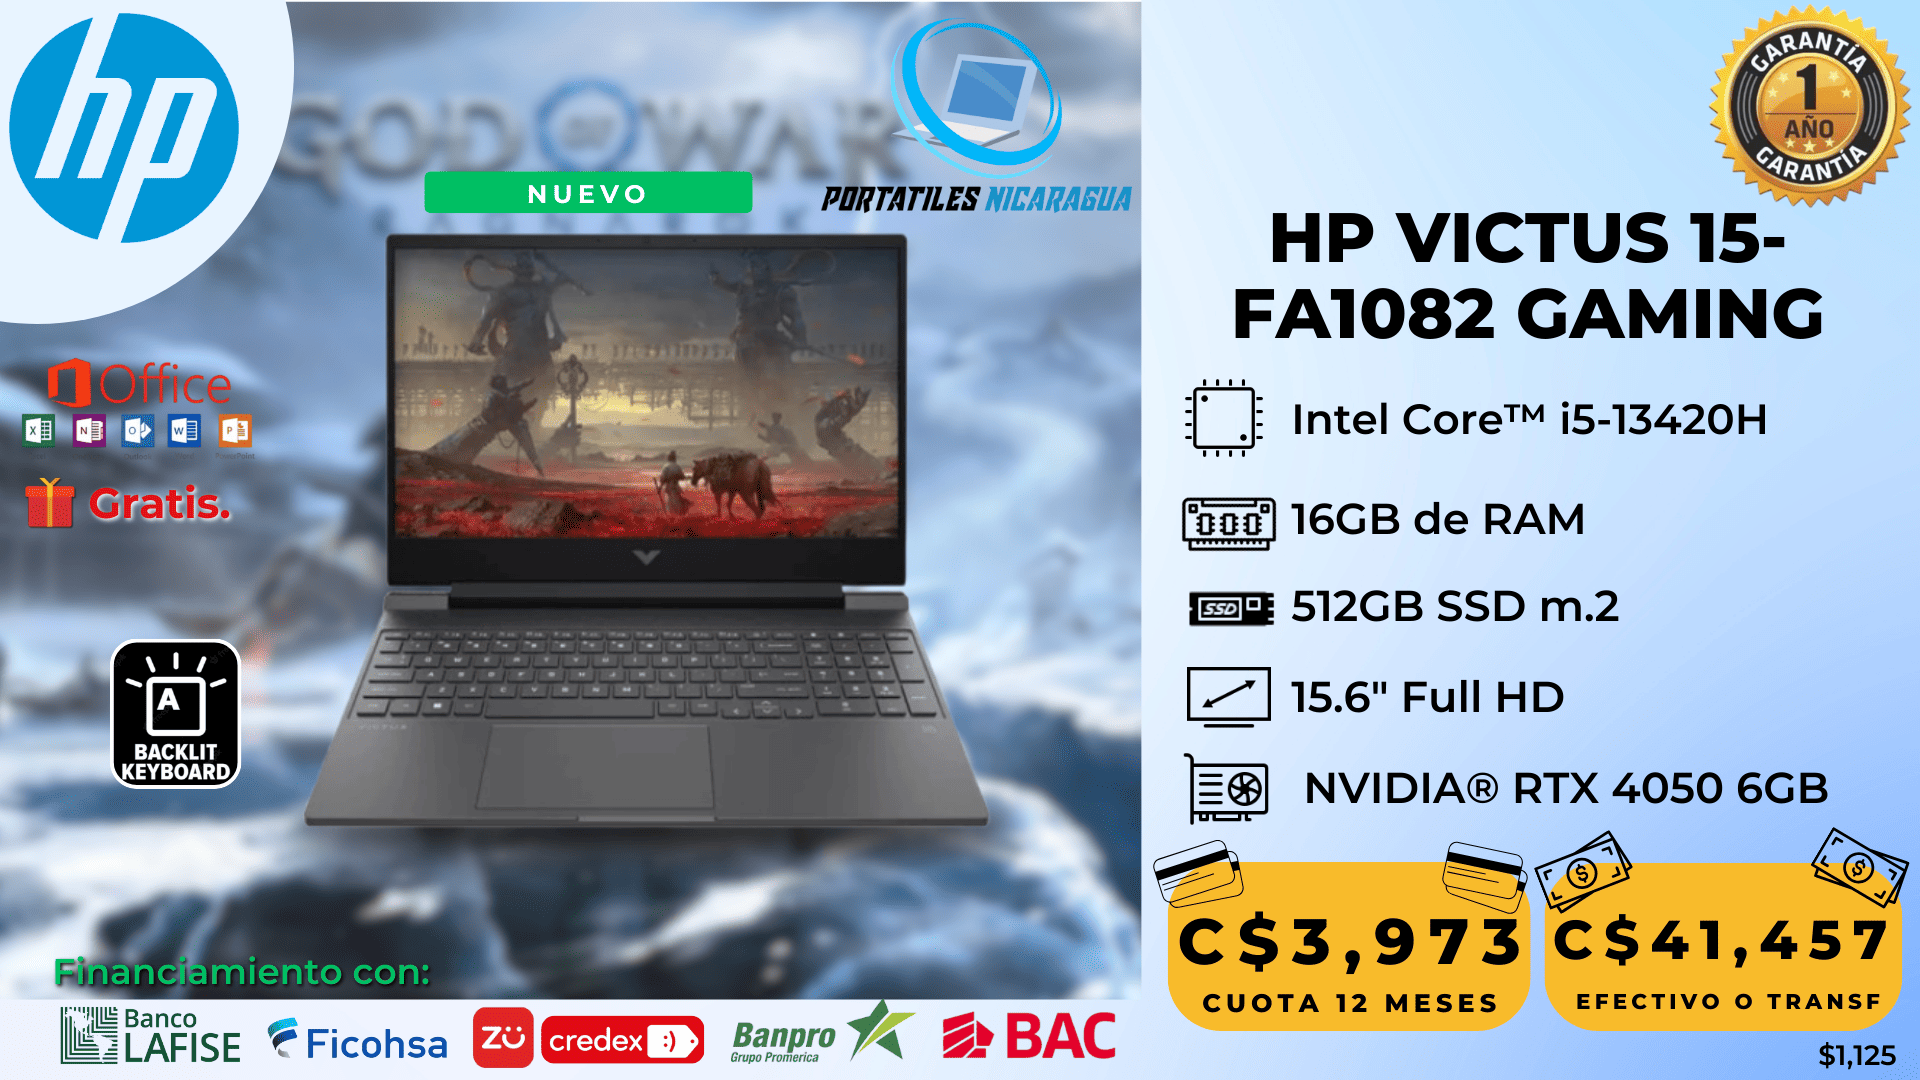 hp
GOD OF WAR
NUEVO
PORTATILES NICARAGUA
GARANTÍA
1
AÑO
GARANTÍA
HP VICTUS 15-
FA1082 GAMING
Office
Gratis.
A
BACKLIT
KEYBOARD
VICTUS
Intel Core™ i5-13420H
16GB de RAM
SSD
512GB SSD m.2
15.6" Full HD
NVIDIA® RTX 4050 6GB
C$3,973
CUOTA 12 MESES
C$41,457
EFECTIVO O TRANSF
$1,125
Financiamiento con:
Banco
LAFISE
Ficohsa
zü
credex
Banpro
Grupo Promerica
BAC